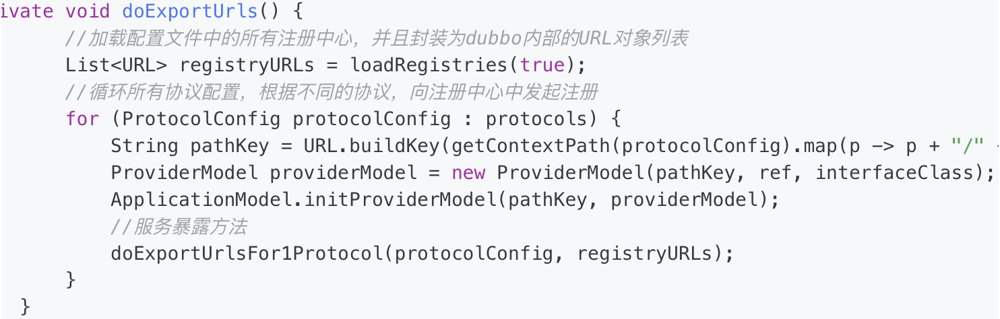 ivate void doExportUrls() {
//加载配置文件中的所有注册中心，并且封装为dubbo内部的URL对象列表
List<URL> registryURLs = loadRegistries(true);
//循环所有协议配置，根据不同的协议，向注册中心中发起注册
for (ProtocolConfig protocolConfig : protocols) {
String pathKey = URL.buildKey(getContextPath(protocolConfig).map(p -> p + "/"
ProviderModel providerModel = new ProviderModel(pathKey, ref, interfaceClass);
ApplicationModel.initProviderModel(pathKey, providerModel);
//服务暴露方法
doExportUrlsFor1Protocol(protocolConfig, registryURLs);
}
}